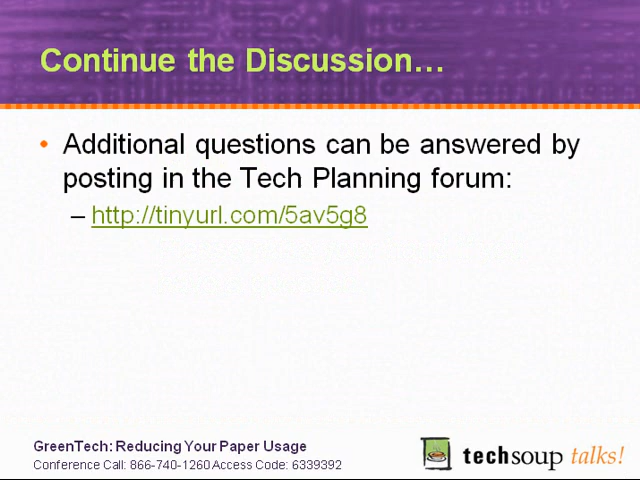 Continue the Discussion…
• Additional questions can be answered by
posting in the Tech Planning forum:
– http://tinyurl.com/5av5g8
GreenTech: Reducing Your Paper Usage
Conference Call: 866-740-1260 Access Code: 6339392
techsoup talks!